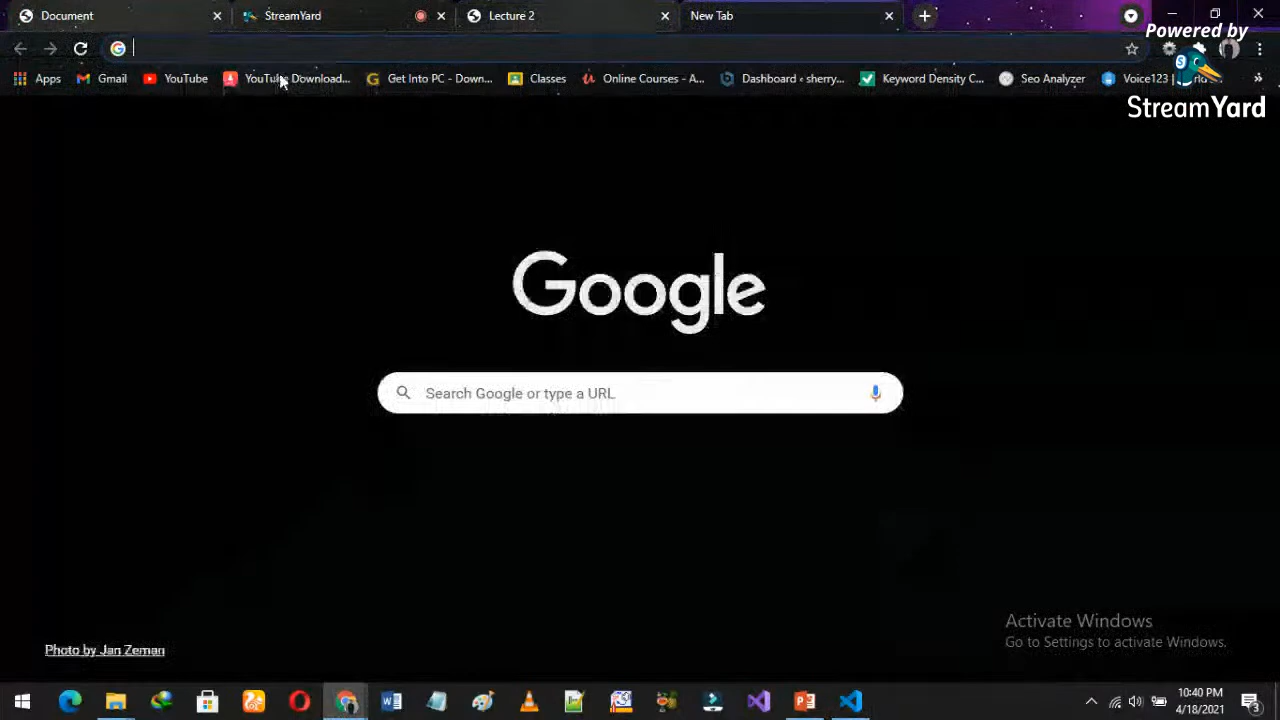 Document
StreamYard
Lecture 2
New Tab
Powered by
StreamYard
Apps
Gmail
YouTube
YouTube Download...
Get Into PC - Down...
Classes
Online Courses - A...
Dashboard ‹ sherry...
Keyword Density C...
Seo Analyzer
Voice123 |
Google
Search Google or type a URL
Activate Windows
Go to Settings to activate Windows.
Photo by Jan Zeman
10:40 PM
4/18/2021
3